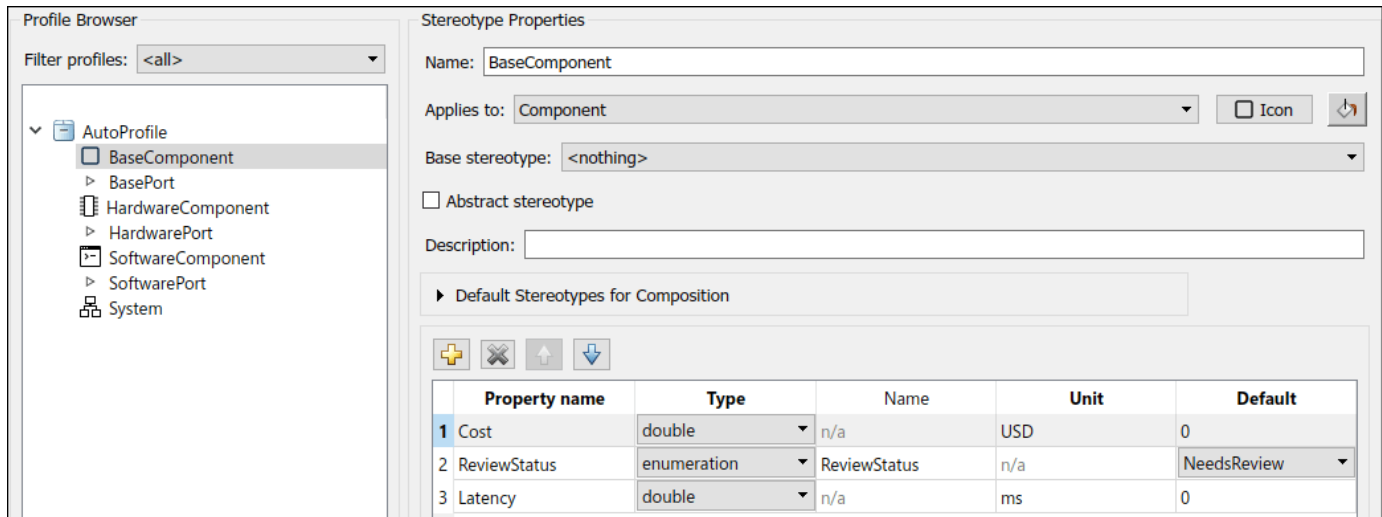 Profile Browser
Filter profiles: <all>
AutoProfile
BaseComponent
BasePort
HardwareComponent
HardwarePort
SoftwareComponent
SoftwarePort
System
Stereotype Properties
Name: BaseComponent
Applies to: Component Icon
Base stereotype: <nothing>
Abstract stereotype
Description:
Default Stereotypes for Composition
Property name Type Name Unit Default
1 Cost double n/a USD 0
2 ReviewStatus enumeration ReviewStatus n/a NeedsReview
3 Latency double n/a ms 0